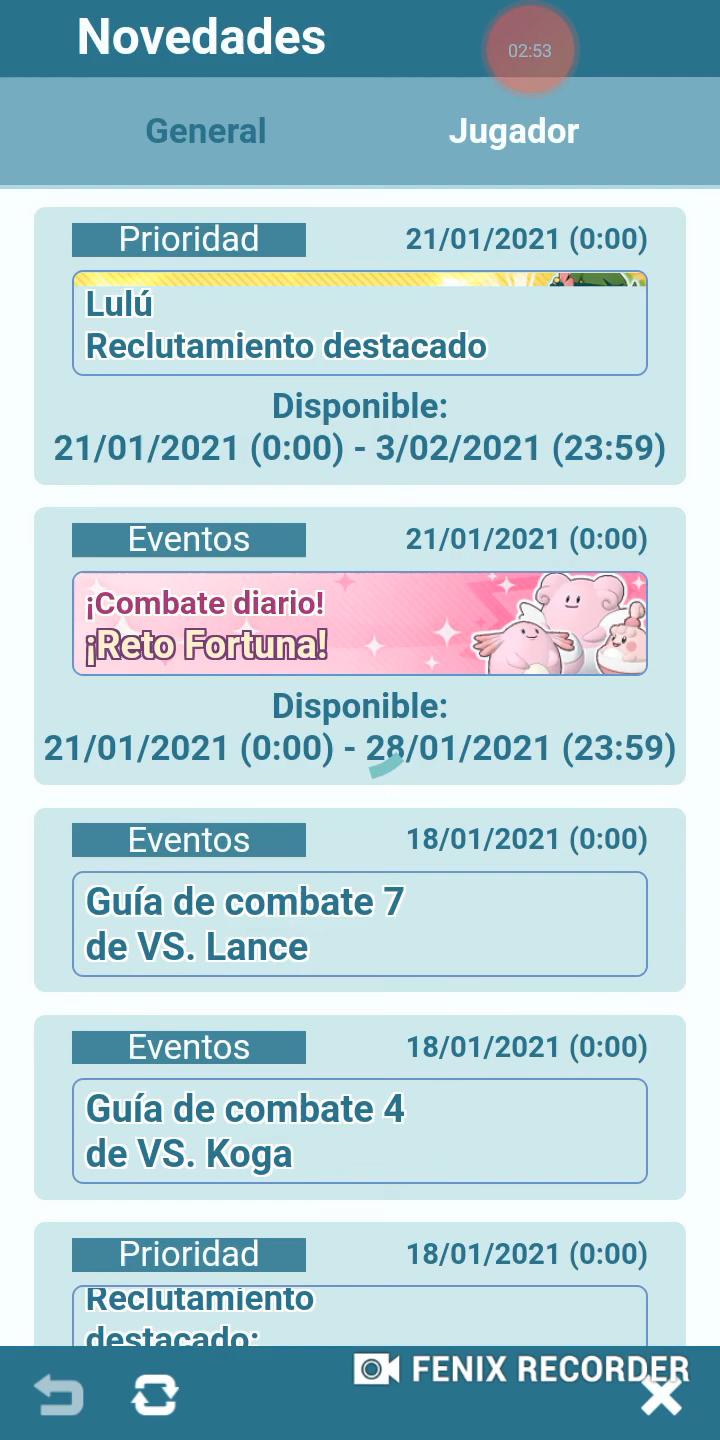 Novedades
02:53
General
Jugador
Prioridad
21/01/2021 (0:00)
Lulú
Reclutamiento destacado
Disponible:
21/01/2021 (0:00) - 3/02/2021 (23:59)
Eventos
21/01/2021 (0:00)
¡Combate diario!
¡Reto Fortuna!
Disponible:
21/01/2021 (0:00) - 28/01/2021 (23:59)
Eventos
18/01/2021 (0:00)
Guía de combate 7
de VS. Lance
Eventos
18/01/2021 (0:00)
Guía de combate 4
de VS. Koga
Prioridad
18/01/2021 (0:00)
Reclutamiento
destacado:
FENIX RECORDER